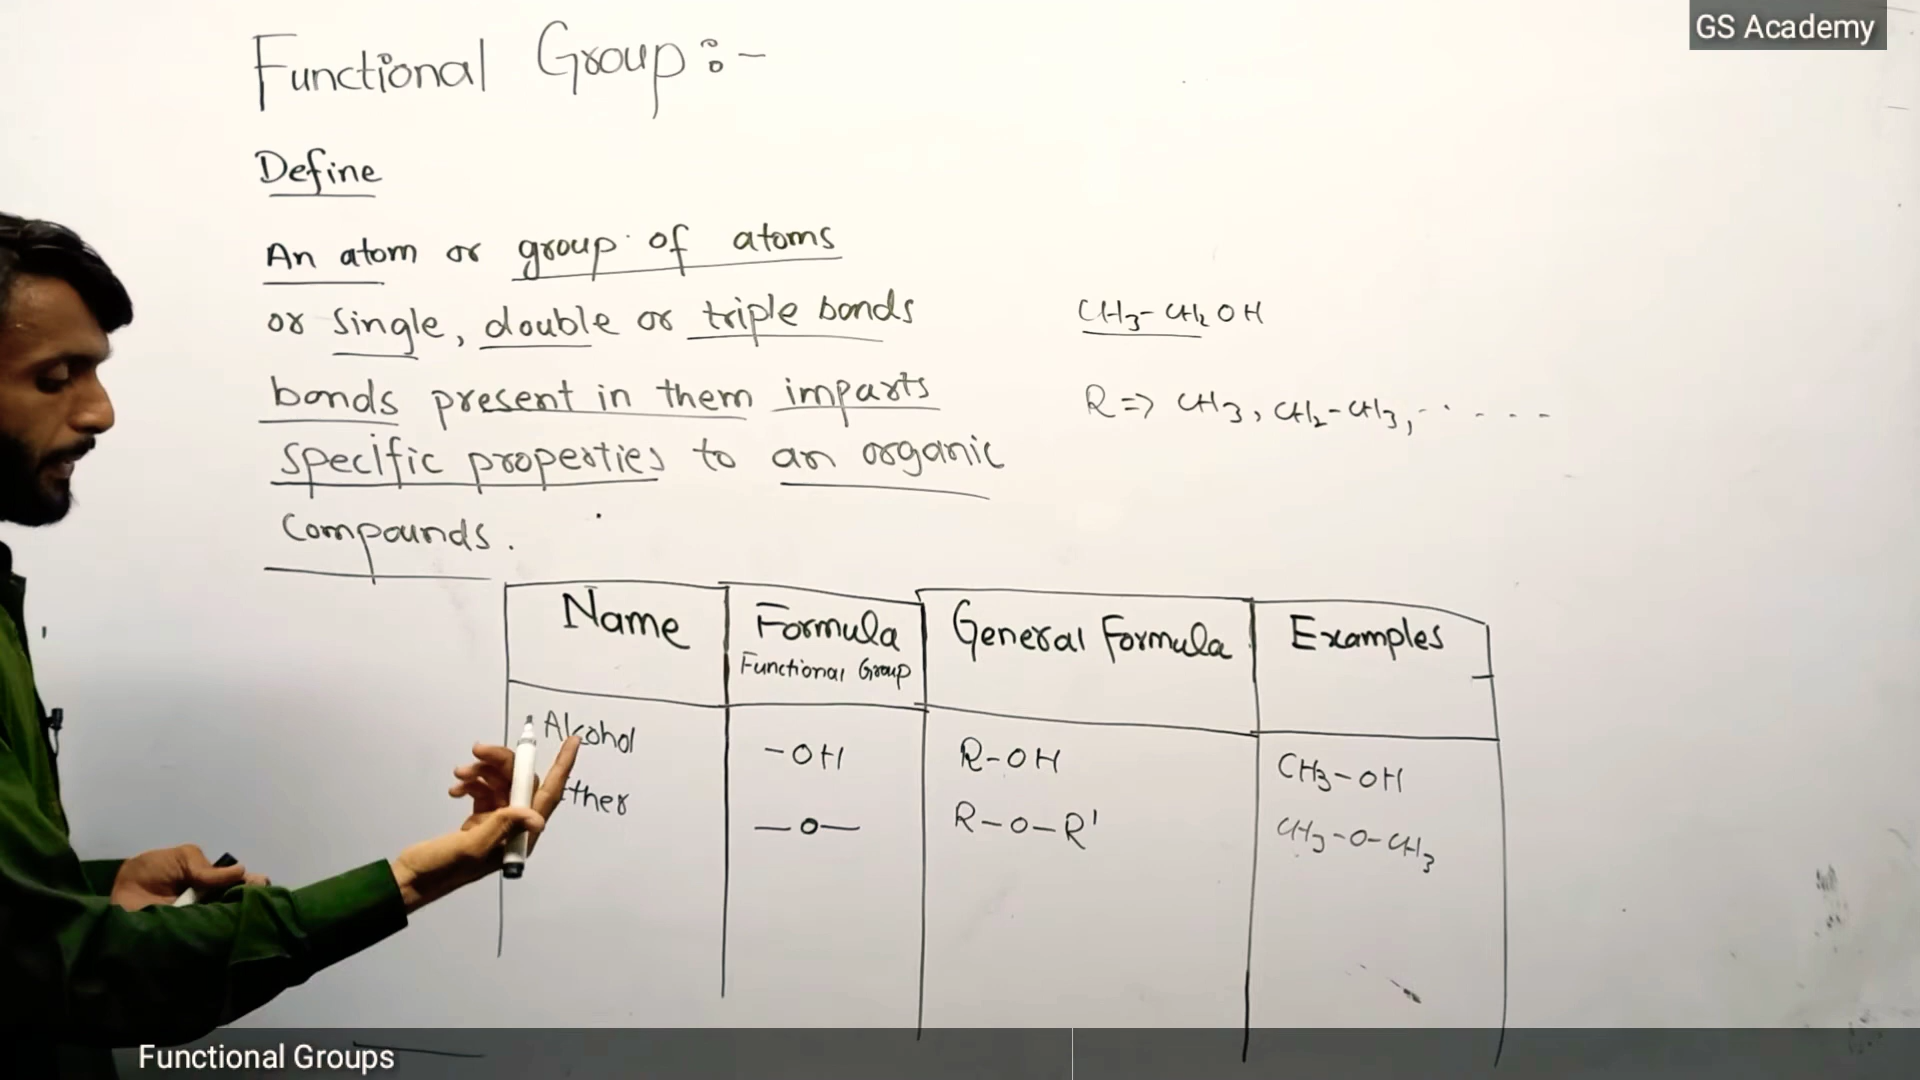 GS Academy
Functional Group :-
Define
An atom or group of atoms
or single, double or triple bonds
bonds present in them imparts
specific properties to an organic
Compounds.
CH3-CH2OH
R => CH3, CH2-CH3, - - - - -
Name Formula Functional Group General Formula Examples
Alcohol -OH R-OH CH3-OH
ther -O- R-O-R' CH3-O-CH3
Functional Groups